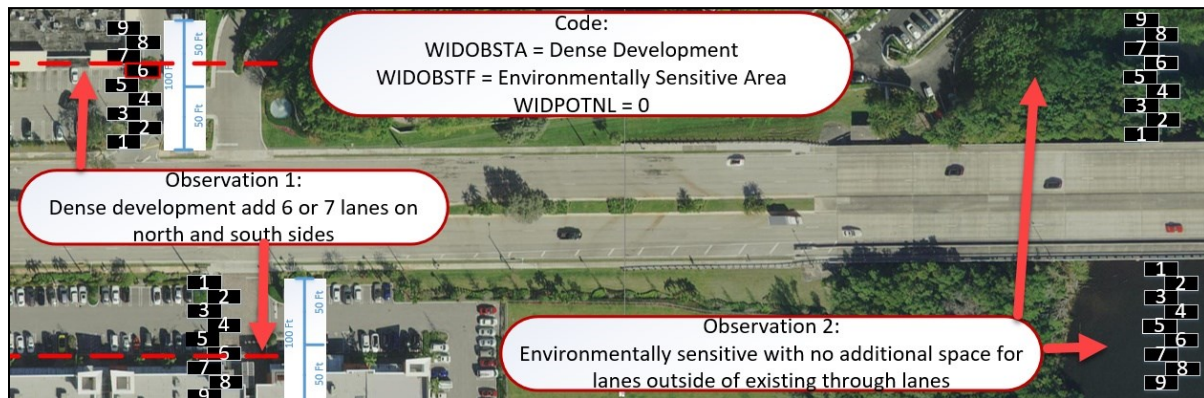 9
8
7
6
5
4
3
2
1
50 Ft
100 Ft
50 Ft
Code:
WIDOBSTA = Dense Development
WIDOBSTF = Environmentally Sensitive Area
WIDPOTNL = 0
9
8
7
6
5
4
3
2
1
Observation 1:
Dense development add 6 or 7 lanes on
north and south sides
1
2
3
4
5
6
7
8
9
50 Ft
100 Ft
50 Ft
Observation 2:
Environmentally sensitive with no additional space for
lanes outside of existing through lanes
1
2
3
4
5
6
7
8
9